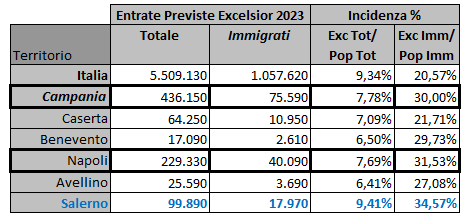 Entrate Previste Excelsior 2023 Incidenza %
Territorio Totale Immigrati Exc Tot/ Pop Tot Exc Imm/ Pop Imm
Italia 5.509.130 1.057.620 9,34% 20,57%
Campania 436.150 75.590 7,78% 30,00%
Caserta 64.250 10.950 7,09% 21,71%
Benevento 17.090 2.610 6,50% 29,73%
Napoli 229.330 40.090 7,69% 31,53%
Avellino 25.590 3.690 6,41% 27,08%
Salerno 99.890 17.970 9,41% 34,57%